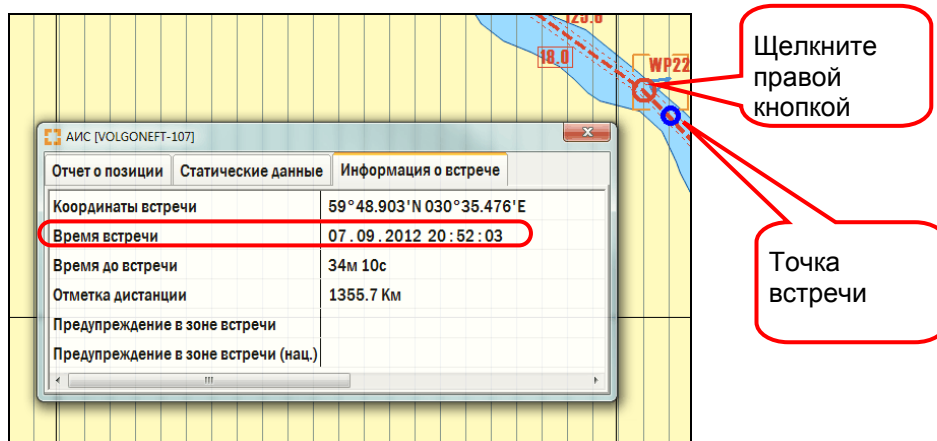 125.8
18.0
WP22
Щелкните
правой
кнопкой
АИС [VOLGONEFT-107]
Отчет о позиции
Статические данные
Информация о встрече
Координаты встречи 59°48.903'N 030°35.476'E
Время встречи 07.09.2012 20:52:03
Время до встречи 34м 10с
Отметка дистанции 1355.7 Км
Предупреждение в зоне встречи
Предупреждение в зоне встречи (нац.)
Точка
встречи